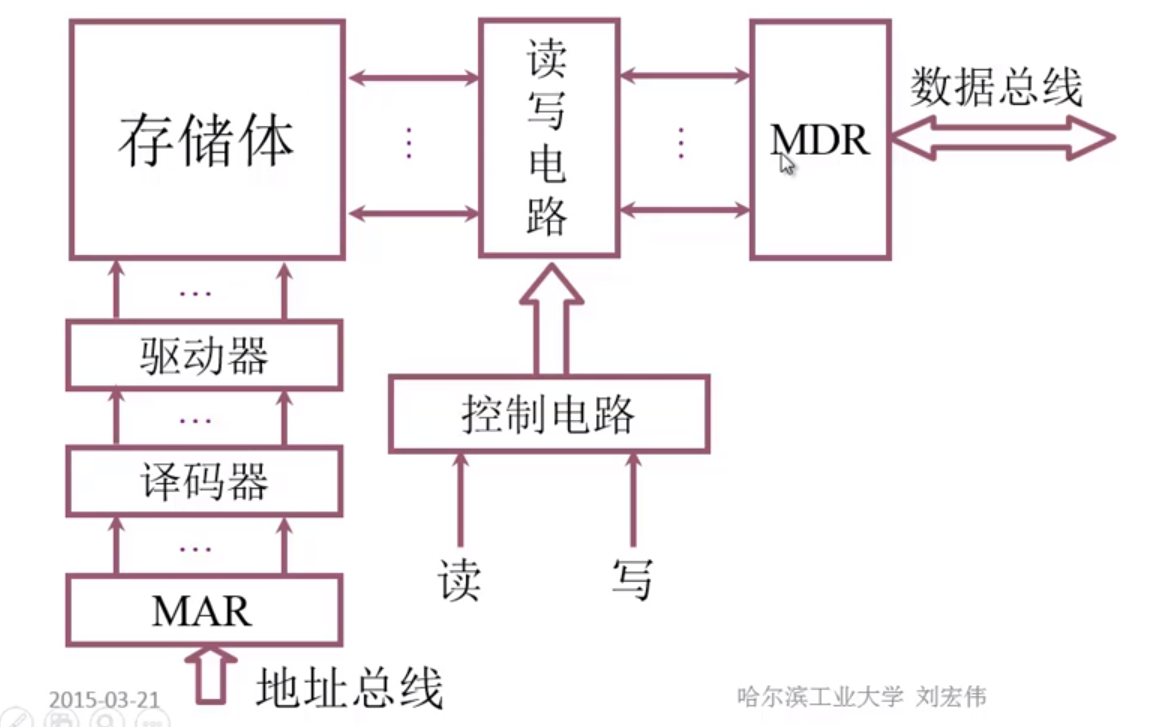 存储体
读写电路
MDR
数据总线
驱动器
控制电路
译码器
读
写
MAR
地址总线
2015-03-21
哈尔滨工业大学 刘宏伟